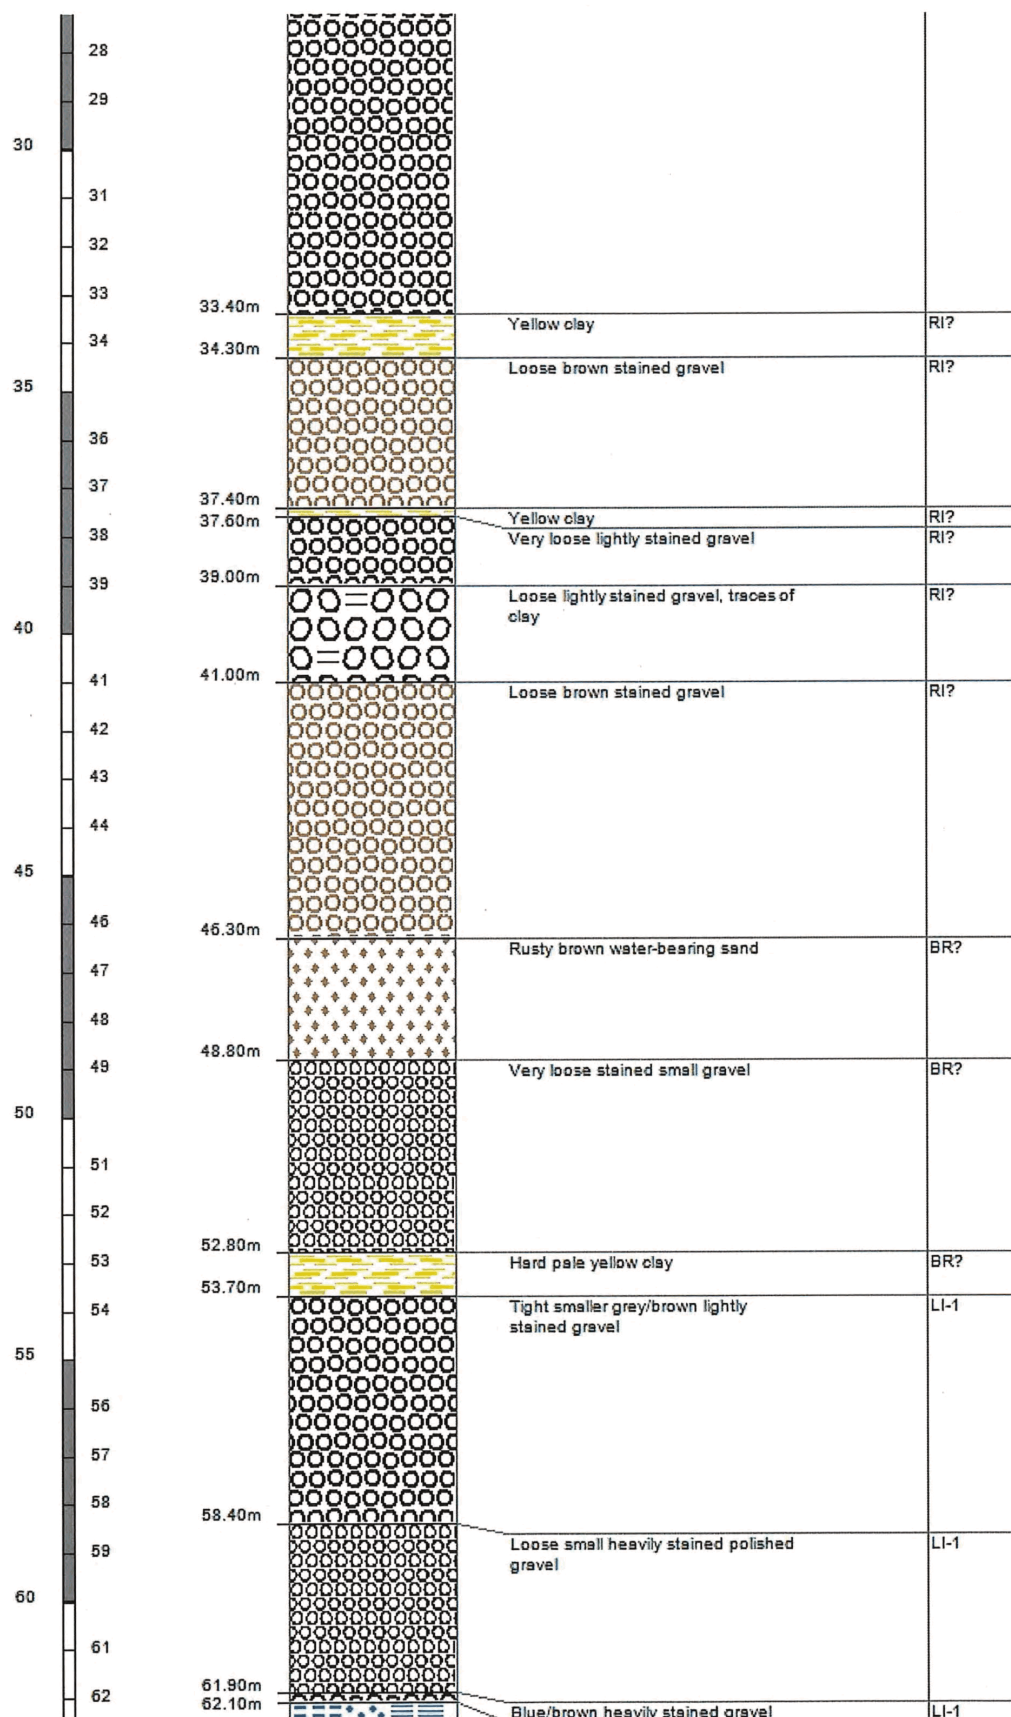 28
29
30
31
32
33
33.40m
Yellow clay RI?
34
34.30m
Loose brown stained gravel RI?
35
36
37
37.40m
37.60m
Yellow clay RI?
38
Very loose lightly stained gravel RI?
39
39.00m
Loose lightly stained gravel, traces of RI?
clay
40
41.00m
41
Loose brown stained gravel RI?
42
43
44
45
46
46.30m
Rusty brown water-bearing sand BR?
47
48
48.80m
49
Very loose stained small gravel BR?
50
51
52
52.80m
53
Hard pale yellow clay BR?
53.70m
54
Tight smaller grey/brown lightly LI-1
stained gravel
55
56
57
58
58.40m
59
Loose small heavily stained polished LI-1
gravel
60
61
61.90m
62
62.10m
Blue/brown heavily stained gravel LI-1